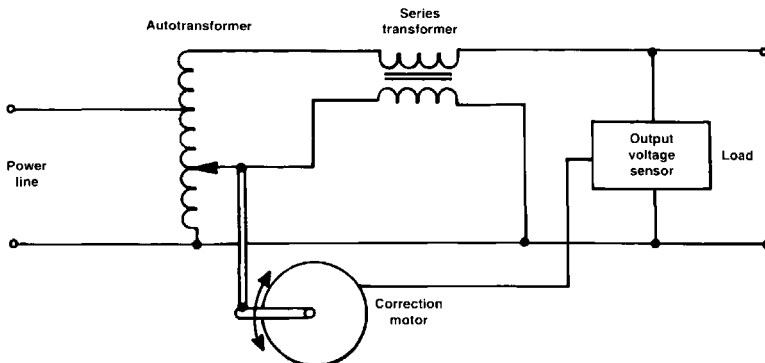 Series
transformer
Autotransformer
Power
line
Output
voltage
sensor
Load
Correction
motor